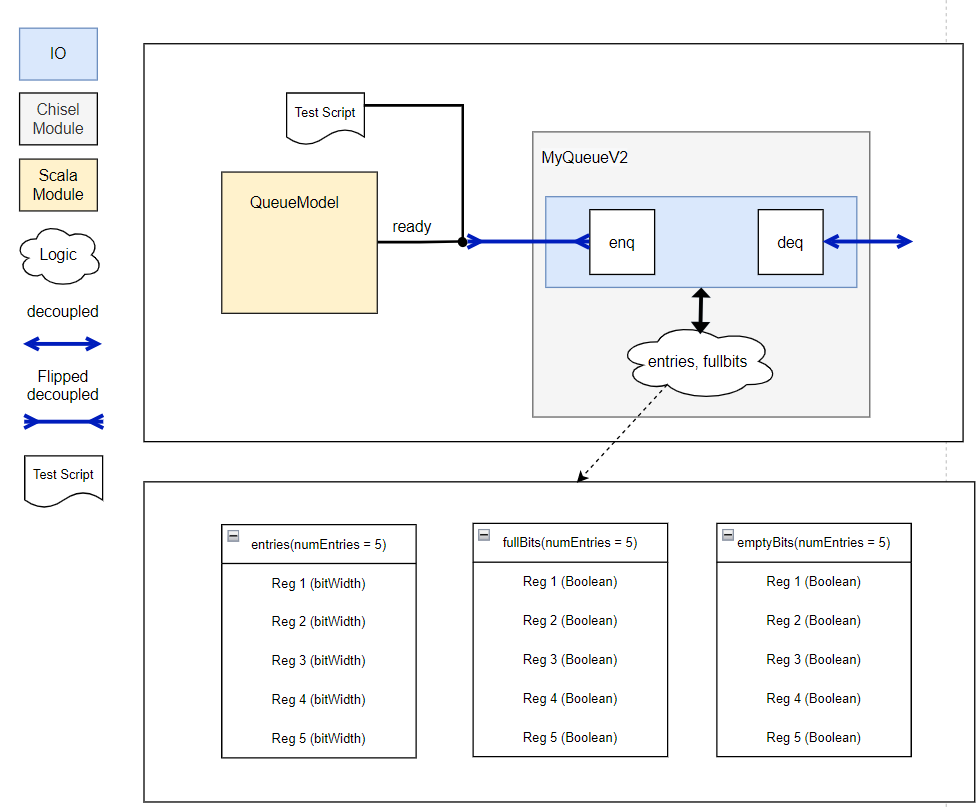 IO
Chisel
Module
Scala
Module
Logic
decoupled
Flipped
decoupled
Test Script
Test Script
QueueModel
ready
MyQueueV2
enq
deq
entries, fullbits
entries(numEntries = 5)
Reg 1 (bitWidth)
Reg 2 (bitWidth)
Reg 3 (bitWidth)
Reg 4 (bitWidth)
Reg 5 (bitWidth)
fullBits(numEntries = 5)
Reg 1 (Boolean)
Reg 2 (Boolean)
Reg 3 (Boolean)
Reg 4 (Boolean)
Reg 5 (Boolean)
emptyBits(numEntries = 5)
Reg 1 (Boolean)
Reg 2 (Boolean)
Reg 3 (Boolean)
Reg 4 (Boolean)
Reg 5 (Boolean)